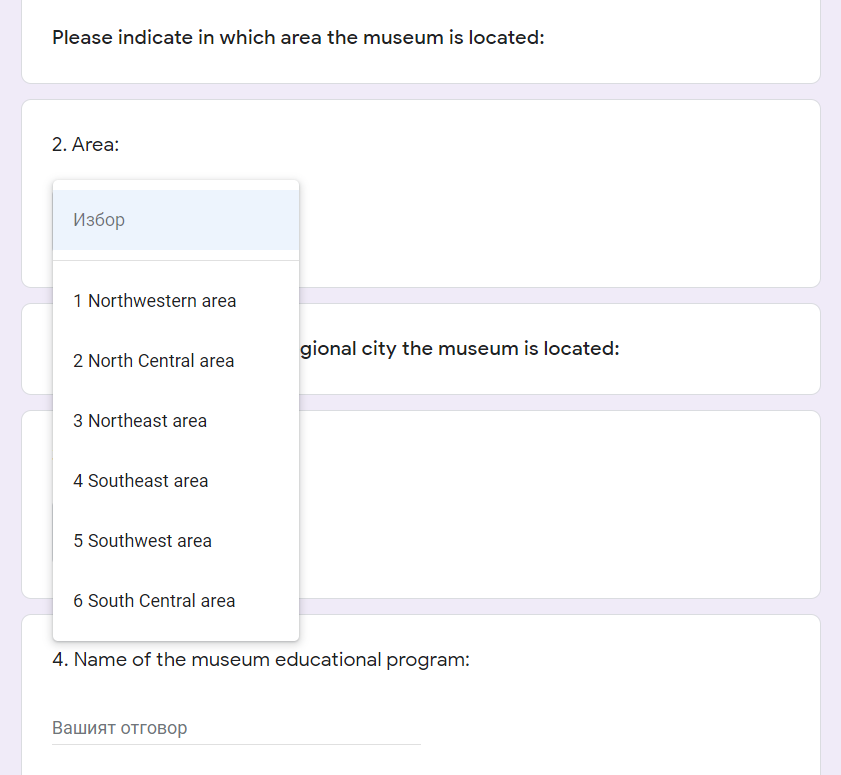 Please indicate in which area the museum is located:
2. Area:
Избор
1 Northwestern area
gional city the museum is located:
2 North Central area
3 Northeast area
4 Southeast area
5 Southwest area
6 South Central area
4. Name of the museum educational program:
Вашият отговор